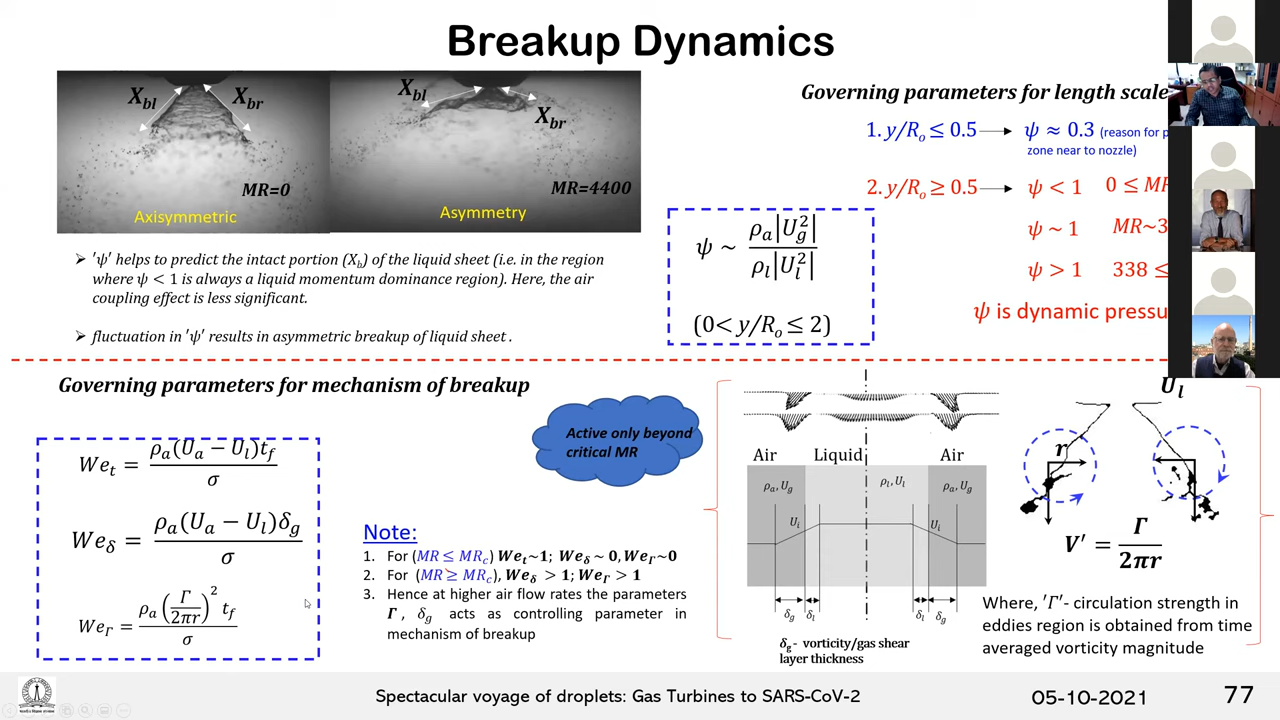 Breakup Dynamics
X_bl
X_br
MR=0
Axisymmetric
X_bl
X_br
MR=4400
Asymmetry
➤ 'ψ' helps to predict the intact portion (X_b) of the liquid sheet (i.e. in the region
where ψ < 1 is always a liquid momentum dominance region). Here, the air
coupling effect is less significant.
➤ fluctuation in 'ψ' results in asymmetric breakup of liquid sheet .
ψ ~ ρ_a|U_g^2| / ρ_l|U_l^2|
(0< y/R_o ≤ 2)
Governing parameters for length scale
1. y/R_o ≤ 0.5 → ψ ≈ 0.3 (reason for
zone near to nozzle)
2. y/R_o ≥ 0.5 → ψ < 1 0 ≤
ψ ~ 1 MR~3
ψ > 1 338 ≤
ψ is dynamic
Governing parameters for mechanism of breakup
We_t = ρ_a(U_a − U_l)t_f / σ
We_δ = ρ_a(U_a − U_l)δ_g / σ
We_Γ = ρ_a (Γ / 2πr)^2 t_f / σ
Active only beyond
critical MR
Note:
1. For (MR ≤ MR_c) We_t~1; We_δ ~ 0, We_Γ~0
2. For (MR ≥ MR_c), We_δ > 1; We_Γ > 1
3. Hence at higher air flow rates the parameters
Γ , δ_g acts as controlling parameter in
mechanism of breakup
Air Liquid Air
ρ_a, U_g ρ_l, U_l ρ_a, U_g
U_i U_i
δ_g δ_l δ_l δ_g
δ_g - vorticity/gas shear
layer thickness
U_l
r
V′ = Γ / 2πr
Where, 'Γ'- circulation strength in
eddies region is obtained from time
averaged vorticity magnitude
Spectacular voyage of droplets: Gas Turbines to SARS-CoV-2
05-10-2021
77